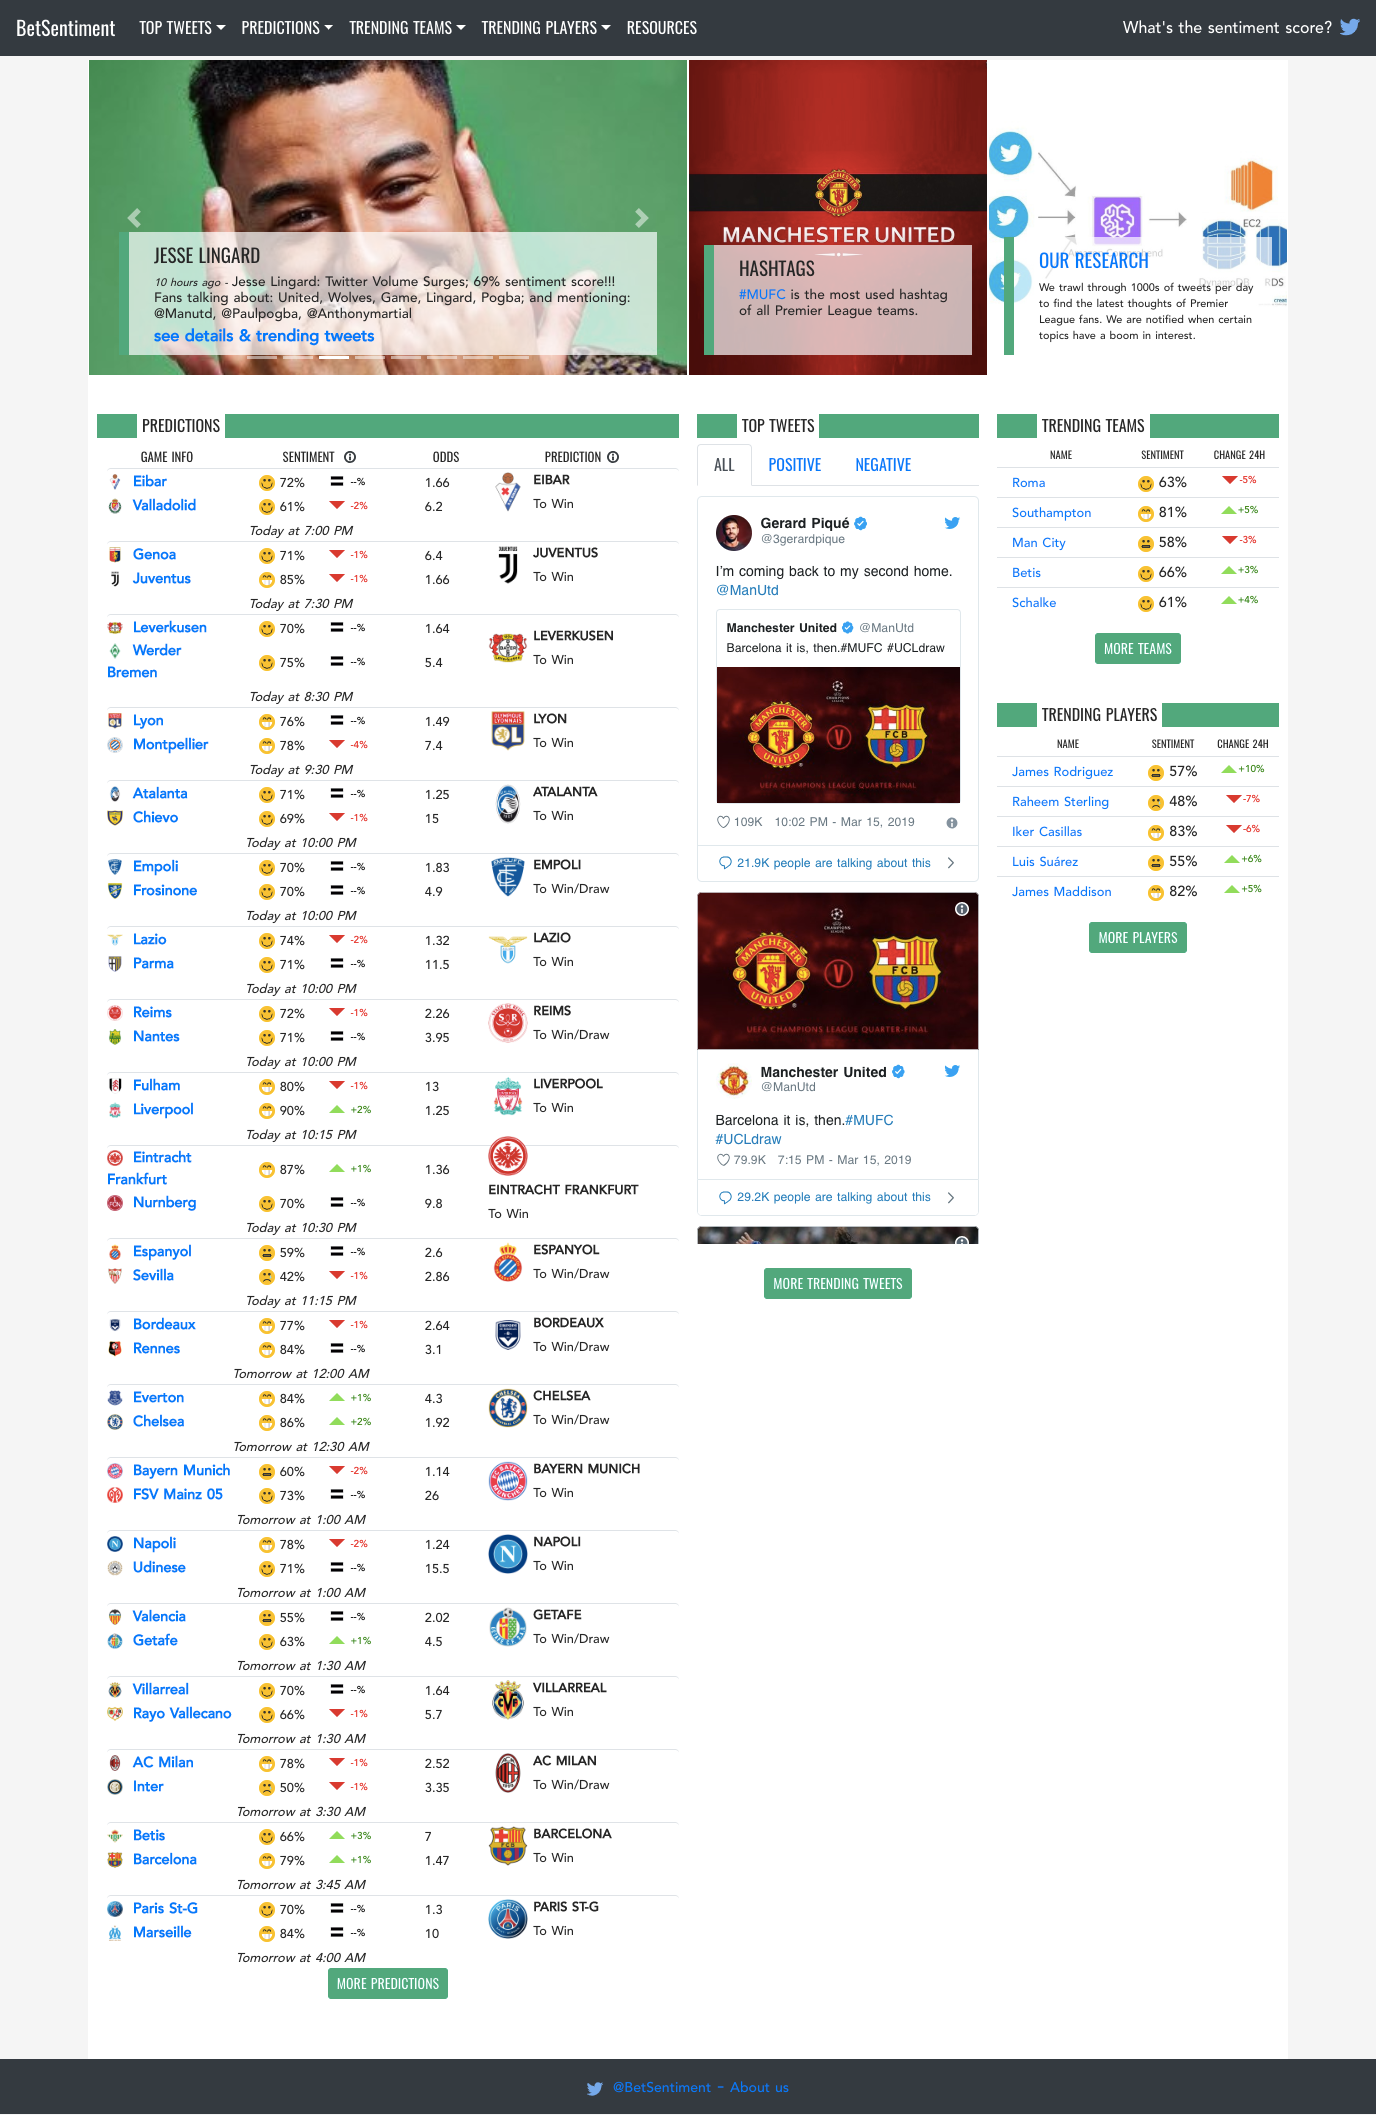 BetSentiment TOP TWEETS PREDICTIONS TRENDING TEAMS TRENDING PLAYERS RESOURCES What's the sentiment score?
JESSE LINGARD
10 hours ago - Jesse Lingard: Twitter Volume Surges; 69% sentiment score!!!
Fans talking about: United, Wolves, Game, Lingard, Pogba; and mentioning:
@Manutd, @Paulpogba, @Anthonymartial
see details & trending tweets
MANCHESTER UNITED
HASHTAGS
#MUFC is the most used hashtag
of all Premier League teams.
EC2
RDS
OUR RESEARCH
We trawl through 1000s of tweets per day
to find the latest thoughts of Premier
League fans. We are notified when certain
topics have a boom in interest.
PREDICTIONS
GAME INFO SENTIMENT ODDS PREDICTION
Eibar 72% --% 1.66 EIBAR
Valladolid 61% -2% 6.2 To Win
Today at 7:00 PM
Genoa 71% -1% 6.4 JUVENTUS
Juventus 85% -1% 1.66 To Win
Today at 7:30 PM
Leverkusen 70% --% 1.64 LEVERKUSEN
Werder Bremen 75% --% 5.4 To Win
Today at 8:30 PM
Lyon 76% --% 1.49 LYON
Montpellier 78% -4% 7.4 To Win
Today at 9:30 PM
Atalanta 71% --% 1.25 ATALANTA
Chievo 69% -1% 15 To Win
Today at 10:00 PM
Empoli 70% --% 1.83 EMPOLI
Frosinone 70% --% 4.9 To Win/Draw
Today at 10:00 PM
Lazio 74% -2% 1.32 LAZIO
Parma 71% --% 11.5 To Win
Today at 10:00 PM
Reims 72% -1% 2.26 REIMS
Nantes 71% --% 3.95 To Win/Draw
Today at 10:00 PM
Fulham 80% -1% 13 LIVERPOOL
Liverpool 90% +2% 1.25 To Win
Today at 10:15 PM
Eintracht Frankfurt 87% +1% 1.36 EINTRACHT FRANKFURT
Nurnberg 70% --% 9.8 To Win
Today at 10:30 PM
Espanyol 59% --% 2.6 ESPANYOL
Sevilla 42% -1% 2.86 To Win/Draw
Today at 11:15 PM
Bordeaux 77% -1% 2.64 BORDEAUX
Rennes 84% --% 3.1 To Win/Draw
Tomorrow at 12:00 AM
Everton 84% +1% 4.3 CHELSEA
Chelsea 86% +2% 1.92 To Win/Draw
Tomorrow at 12:30 AM
Bayern Munich 60% -2% 1.14 BAYERN MUNICH
FSV Mainz 05 73% --% 26 To Win
Tomorrow at 1:00 AM
Napoli 78% -2% 1.24 NAPOLI
Udinese 71% --% 15.5 To Win
Tomorrow at 1:00 AM
Valencia 55% --% 2.02 GETAFE
Getafe 63% +1% 4.5 To Win/Draw
Tomorrow at 1:30 AM
Villarreal 70% --% 1.64 VILLARREAL
Rayo Vallecano 66% -1% 5.7 To Win
Tomorrow at 1:30 AM
AC Milan 78% -1% 2.52 AC MILAN
Inter 50% -1% 3.35 To Win/Draw
Tomorrow at 3:30 AM
Betis 66% +3% 7 BARCELONA
Barcelona 79% +1% 1.47 To Win
Tomorrow at 3:45 AM
Paris St-G 70% --% 1.3 PARIS ST-G
Marseille 84% --% 10 To Win
Tomorrow at 4:00 AM
MORE PREDICTIONS
TOP TWEETS
ALL POSITIVE NEGATIVE
Gerard Piqué
@3gerardpique
I'm coming back to my second home.
@ManUtd
Manchester United @ManUtd
Barcelona it is, then.#MUFC #UCLdraw
MANCHESTER UNITED V FCB
UEFA CHAMPIONS LEAGUE QUARTER-FINAL
109K 10:02 PM - Mar 15, 2019
21.9K people are talking about this
MANCHESTER UNITED V FCB
UEFA CHAMPIONS LEAGUE QUARTER-FINAL
Manchester United
@ManUtd
Barcelona it is, then.#MUFC
#UCLdraw
79.9K 7:15 PM - Mar 15, 2019
29.2K people are talking about this
MORE TRENDING TWEETS
TRENDING TEAMS
NAME SENTIMENT CHANGE 24H
Roma 63% -5%
Southampton 81% +5%
Man City 58% -3%
Betis 66% +3%
Schalke 61% +4%
MORE TEAMS
TRENDING PLAYERS
NAME SENTIMENT CHANGE 24H
James Rodriguez 57% +10%
Raheem Sterling 48% -7%
Iker Casillas 83% -6%
Luis Suárez 55% +6%
James Maddison 82% +5%
MORE PLAYERS
@BetSentiment - About us